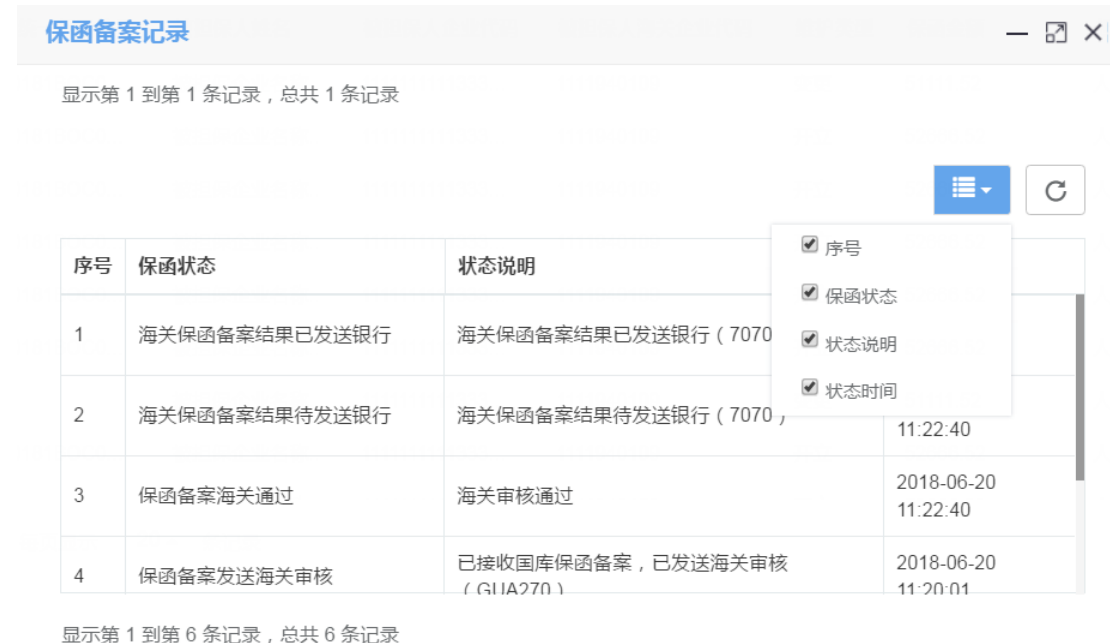 保函备案记录
显示第 1 到第 1 条记录，总共 1 条记录
序号 保函状态 状态说明
序号
保函状态
状态说明
状态时间
1 海关保函备案结果已发送银行 海关保函备案结果已发送银行（7070
2 海关保函备案结果待发送银行 海关保函备案结果待发送银行（7070）
11:22:40
3 保函备案海关通过 海关审核通过 2018-06-20
11:22:40
4 保函备案发送海关审核 已接收国库保函备案，已发送海关审核 2018-06-20
（GUA270） 11:20:01
显示第 1 到第 6 条记录，总共 6 条记录